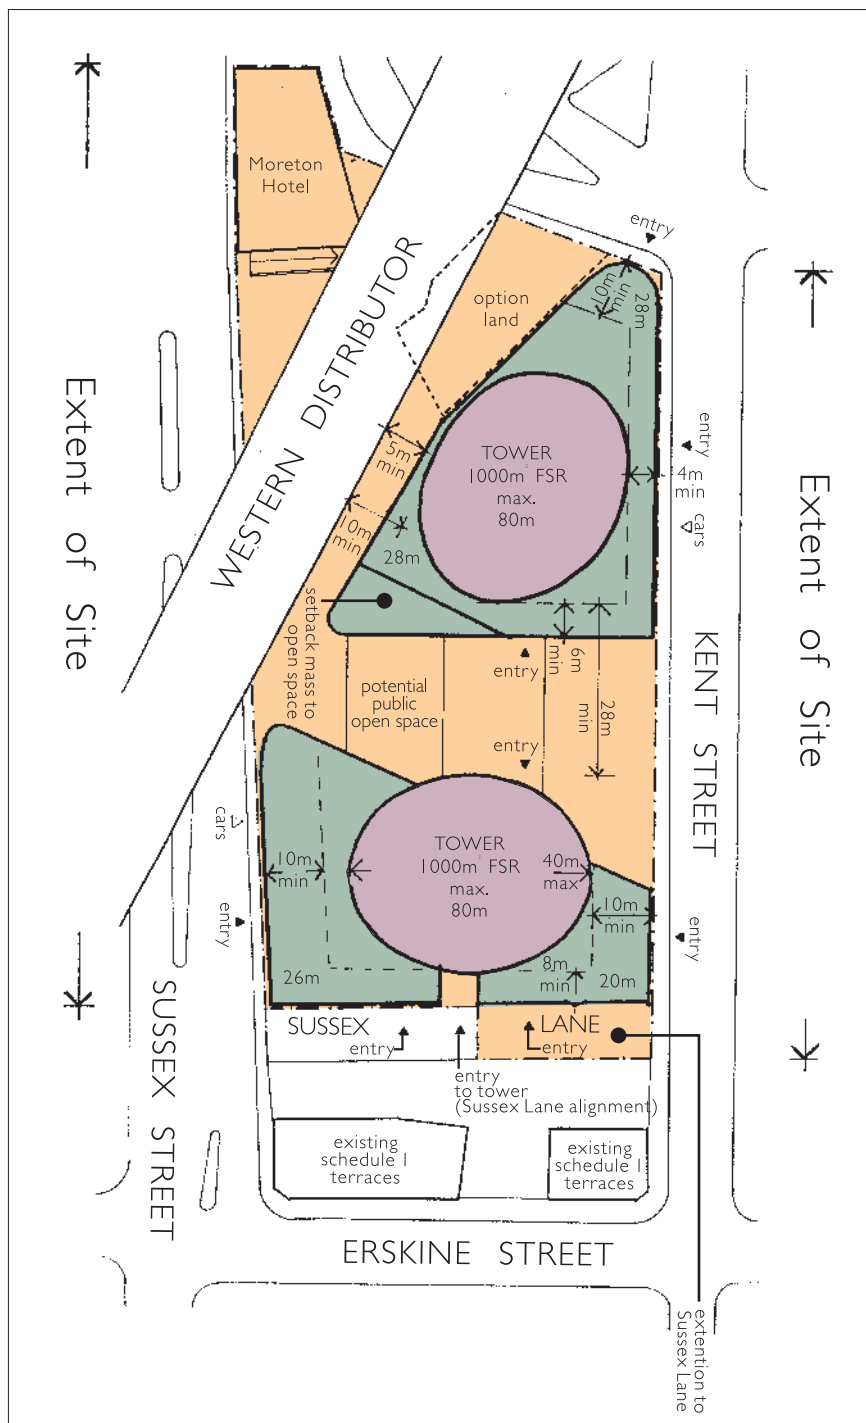 Moreton
Hotel
entry
option
land
10m
min
28m
WESTERN DISTRIBUTOR
Extent of Site
5m
min
TOWER
1000m² FSR
max.
80m
entry
4m
min
cars
Extent of Site
10m
min
28m
setback mass to
open space
6m
min
entry
KENT STREET
potential
public
open space
28m
min
entry
cars
TOWER
1000m² FSR
max.
80m
10m
min
40m
max
10m
min
entry
entry
8m
min
26m
20m
SUSSEX LANE
entry
entry
entry
to tower
(Sussex Lane alignment)
SUSSEX STREET
existing
schedule I
terraces
existing
schedule I
terraces
ERSKINE STREET
extention to
Sussex Lane